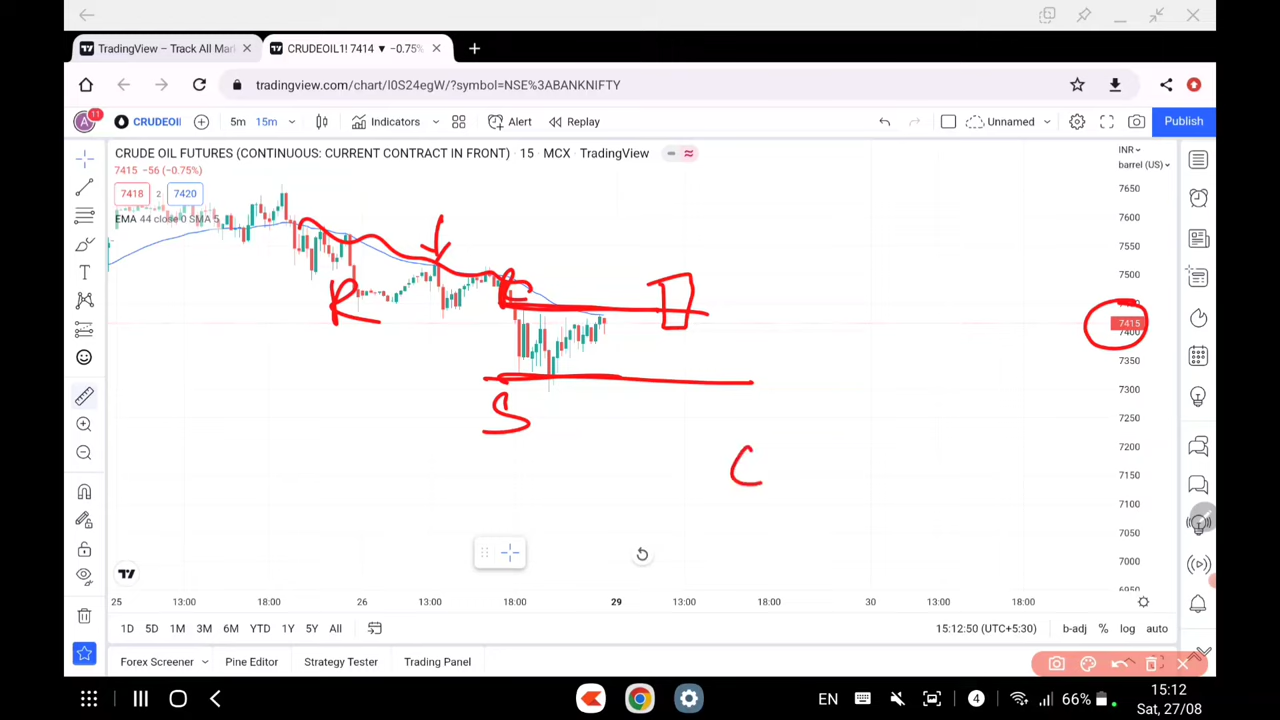 TradingView – Track All Mar
CRUDEOIL1! 7414 ▼ −0.75%
tradingview.com/chart/I0S24egW/?symbol=NSE%3ABANKNIFTY
11
A
CRUDEOI
5m
15m
Indicators
Alert
Replay
Unnamed
Publish
CRUDE OIL FUTURES (CONTINUOUS: CURRENT CONTRACT IN FRONT) · 15 · MCX · TradingView
7415 −56 (−0.75%)
7418 2 7420
EMA 44 close 0 SMA 5
INR
barrel (US)
7650
7600
7550
7500
7415
7400
7350
7300
7250
7200
7150
7100
7050
7000
6950
R
S
C
25 13:00 18:00 26 13:00 18:00 29 13:00 18:00 30 13:00 18:00
1D 5D 1M 3M 6M YTD 1Y 5Y All
15:12:50 (UTC+5:30)
b-adj % log auto
Forex Screener
Pine Editor
Strategy Tester
Trading Panel
EN
4
66%
15:12
Sat, 27/08